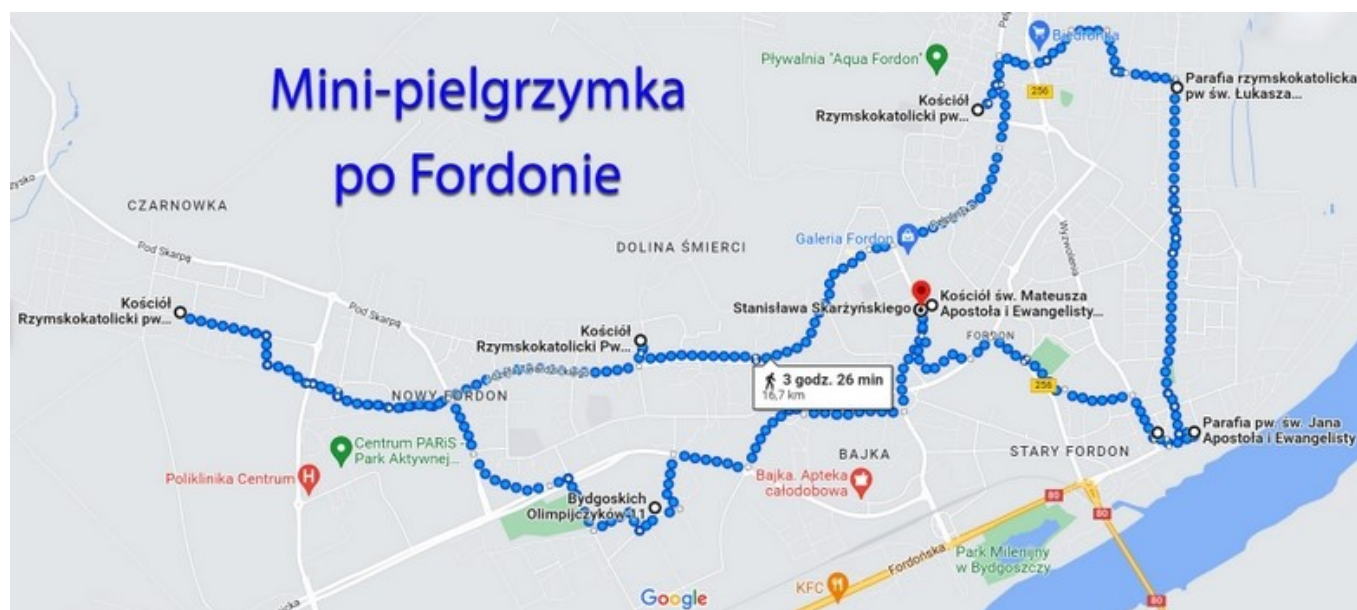 Mini-pielgrzymka
po Fordonie
Pływalnia "Aqua Fordon"
Biedronka
256
Kościół
Rzymskokatolicki pw...
Parafia rzymskokatolicka
pw św. Łukasza...
CZARNOWKA
Pod Skarpą
DOLINA ŚMIERCI
Galeria Fordon
Wyzwolenia
Kościół
Rzymskokatolicki pw...
Pod Skarpą
Stanisława Skarżyńskiego
Kościół św. Mateusza
Apostoła i Ewangelisty...
Kościół
Rzymskokatolicki Pw...
FORDON
3 godz. 26 min
16,7 km
256
NOWY FORDON
Parafia pw. św. Jana
Apostoła i Ewangelisty
Centrum PARiS -
Park Aktywnej...
BAJKA
STARY FORDON
Poliklinika Centrum
Bajka. Apteka
całodobowa
Bydgoskich
Olimpijczyków 11
80
80
Fordońska
Park Milenijny
w Bydgoszczy
KFC
Google
80